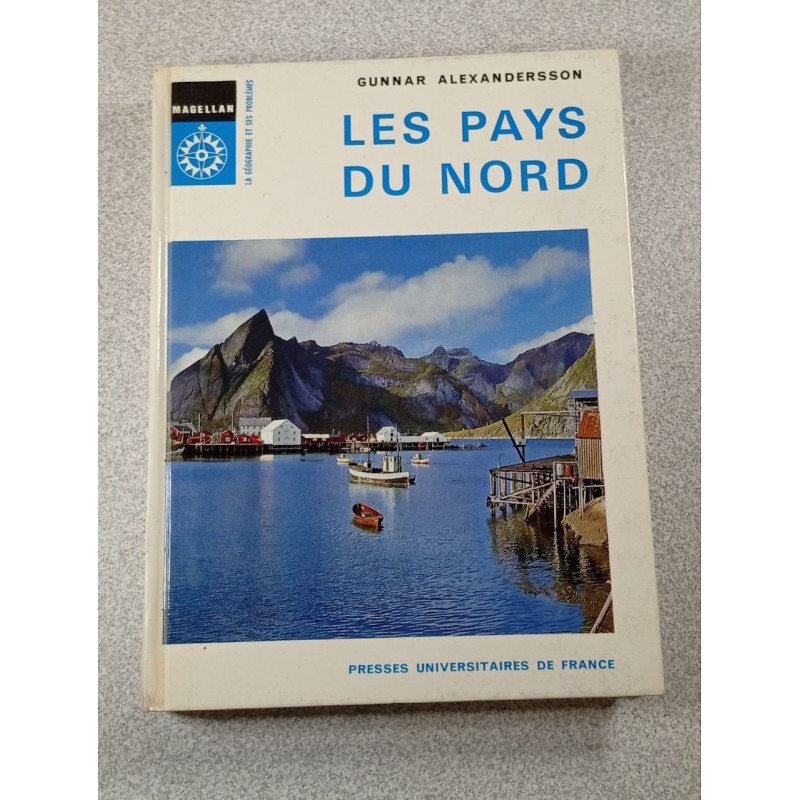 GUNNAR ALEXANDERSSON
LES PAYS
DU NORD
MAGELLAN
LA GÉOGRAPHIE ET SES PROBLÈMES
PRESSES UNIVERSITAIRES DE FRANCE